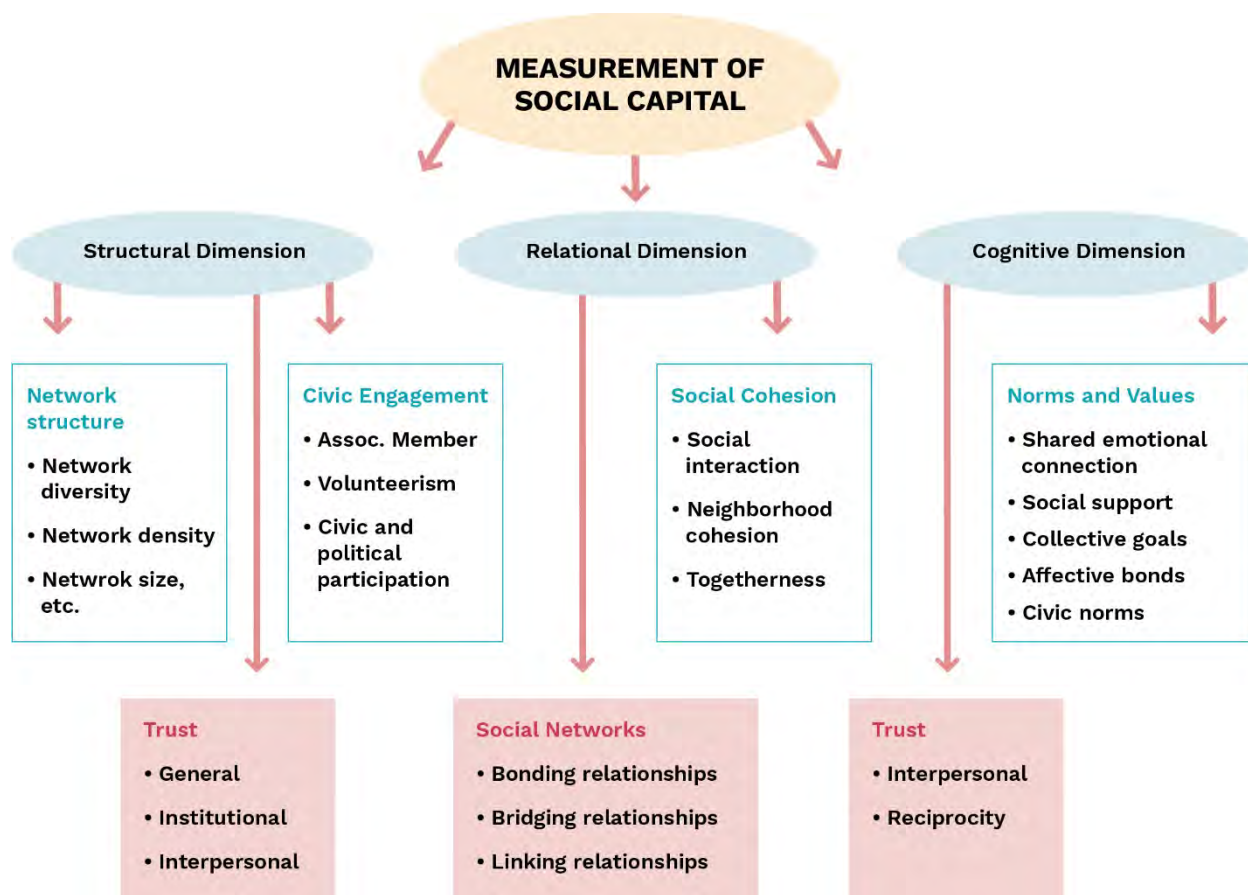 MEASUREMENT OF
SOCIAL CAPITAL
Structural Dimension
Relational Dimension
Cognitive Dimension
Network
structure
• Network
diversity
• Network density
• Netwrok size,
etc.
Civic Engagement
• Assoc. Member
• Volunteerism
• Civic and
political
participation
Social Cohesion
• Social
interaction
• Neighborhood
cohesion
• Togetherness
Norms and Values
• Shared emotional
connection
• Social support
• Collective goals
• Affective bonds
• Civic norms
Trust
• General
• Institutional
• Interpersonal
Social Networks
• Bonding relationships
• Bridging relationships
• Linking relationships
Trust
• Interpersonal
• Reciprocity